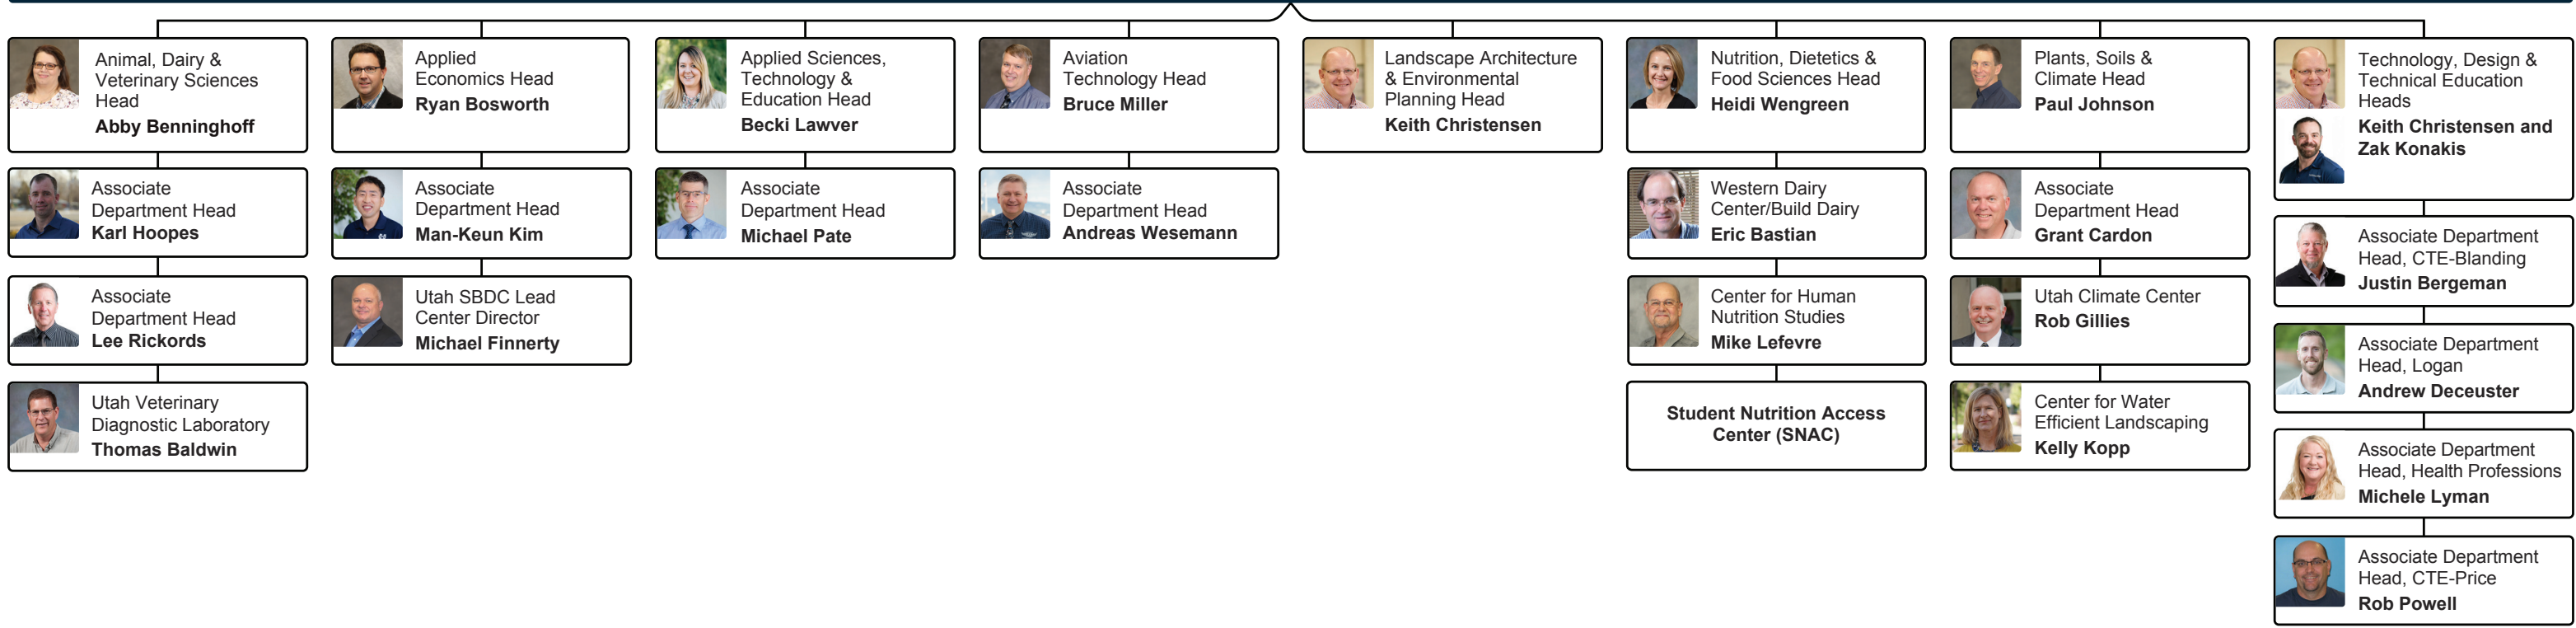 Animal, Dairy &
Veterinary Sciences
Head
Abby Benninghoff
Associate
Department Head
Karl Hoopes
Associate
Department Head
Lee Rickords
Utah Veterinary
Diagnostic Laboratory
Thomas Baldwin
Applied
Economics Head
Ryan Bosworth
Associate
Department Head
Man-Keun Kim
Utah SBDC Lead
Center Director
Michael Finnerty
Applied Sciences,
Technology &
Education Head
Becki Lawver
Associate
Department Head
Michael Pate
Aviation
Technology Head
Bruce Miller
Associate
Department Head
Andreas Wesemann
Landscape Architecture
& Environmental
Planning Head
Keith Christensen
Nutrition, Dietetics &
Food Sciences Head
Heidi Wengreen
Western Dairy
Center/Build Dairy
Eric Bastian
Center for Human
Nutrition Studies
Mike Lefevre
Student Nutrition Access
Center (SNAC)
Plants, Soils &
Climate Head
Paul Johnson
Associate
Department Head
Grant Cardon
Utah Climate Center
Rob Gillies
Center for Water
Efficient Landscaping
Kelly Kopp
Technology, Design &
Technical Education
Heads
Keith Christensen and
Zak Konakis
Associate Department
Head, CTE-Blanding
Justin Bergeman
Associate Department
Head, Logan
Andrew Deceuster
Associate Department
Head, Health Professions
Michele Lyman
Associate Department
Head, CTE-Price
Rob Powell